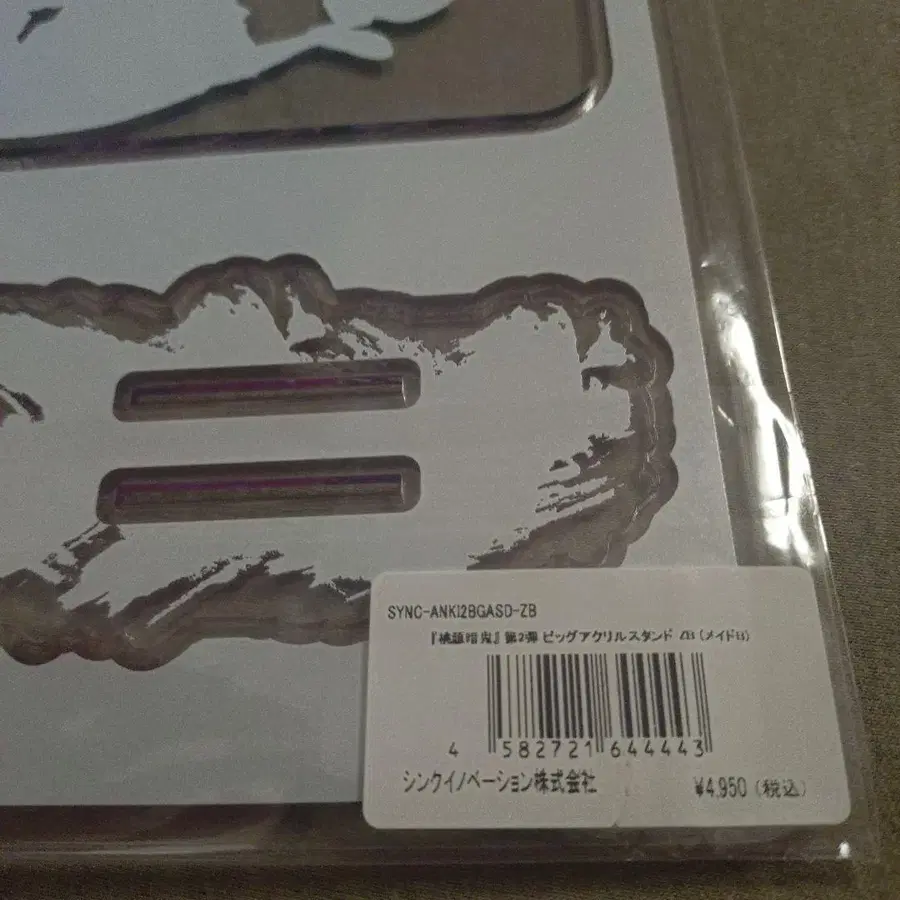 SYNC-ANKI2BGASD-ZB
『桃源暗鬼』 第2弾 ビッグアクリルスタンド ZB (メイドB)
4 582721 644443
シンクイノベーション株式会社
¥4,950 (税込)